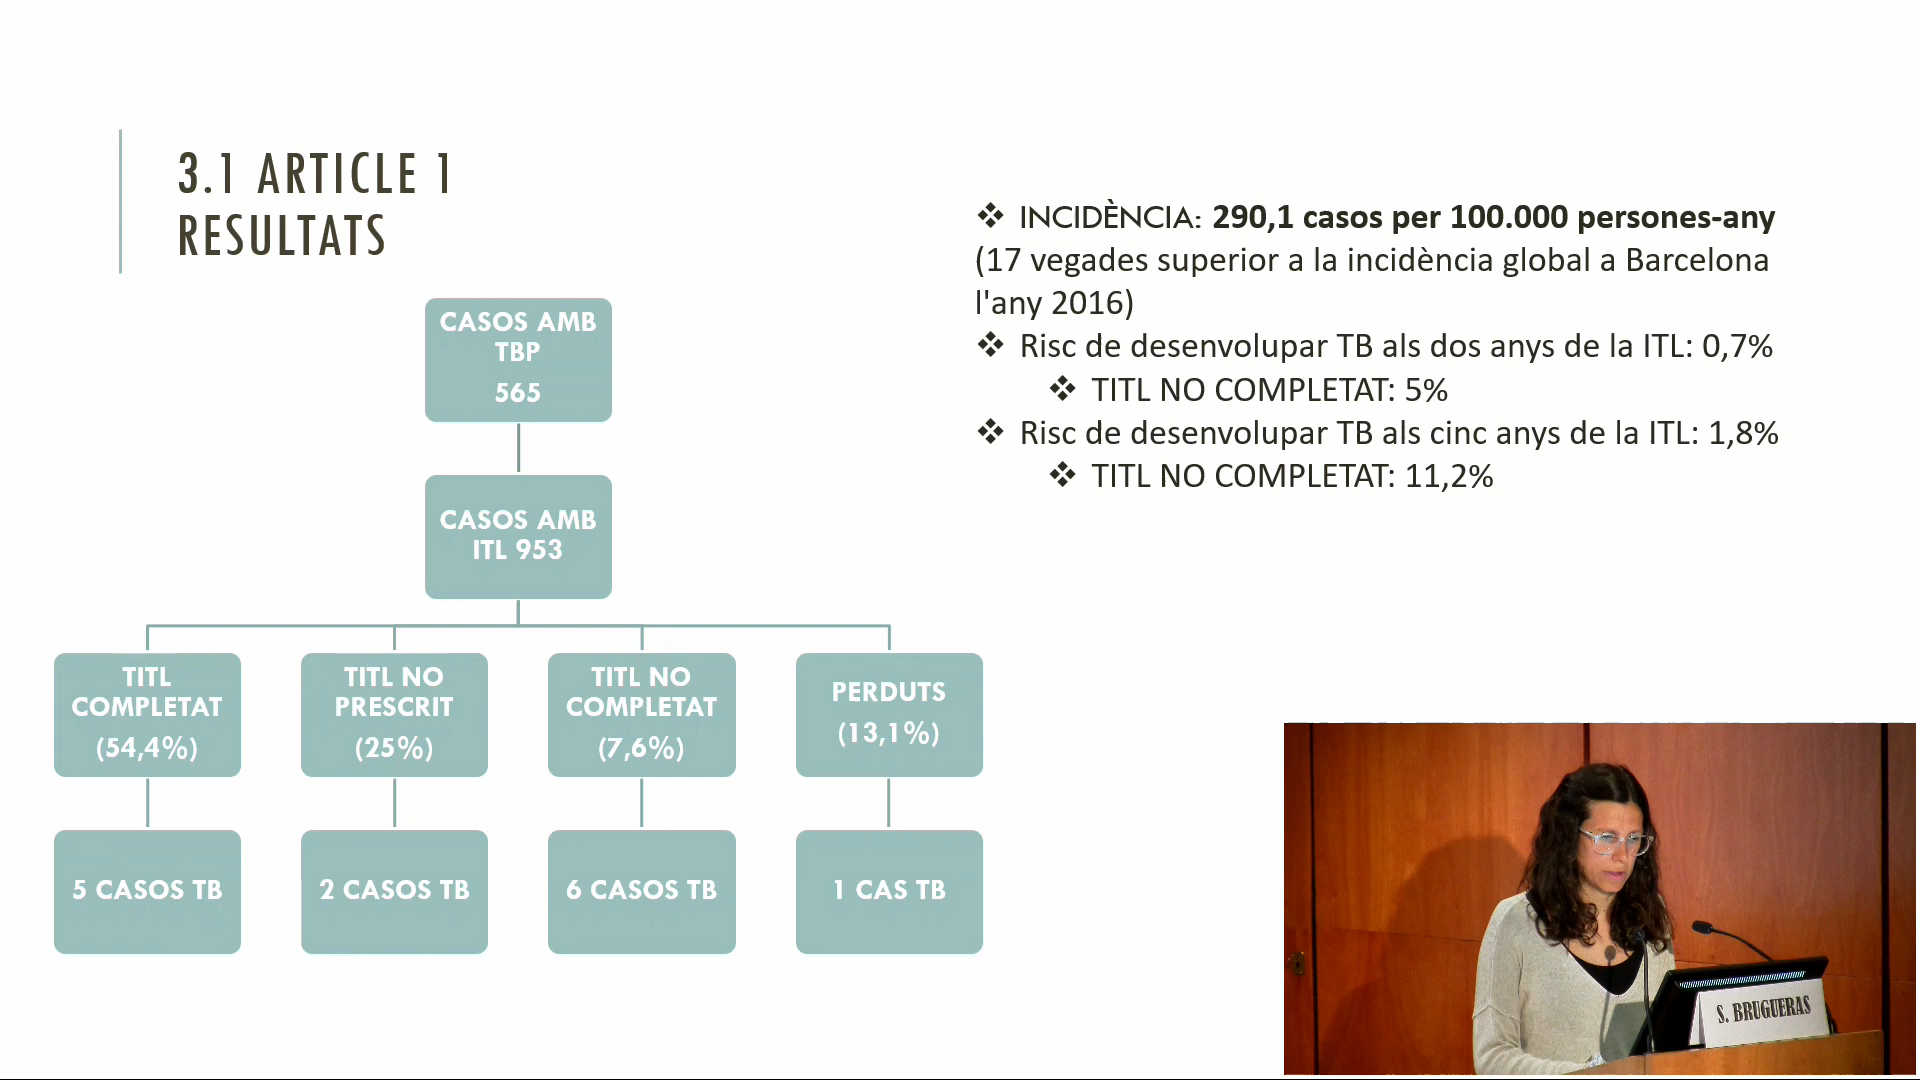 3.1 ARTICLE 1
RESULTATS
❖ INCIDÈNCIA: 290,1 casos per 100.000 persones-any
(17 vegades superior a la incidència global a Barcelona
l'any 2016)
❖ Risc de desenvolupar TB als dos anys de la ITL: 0,7%
❖ TITL NO COMPLETAT: 5%
❖ Risc de desenvolupar TB als cinc anys de la ITL: 1,8%
❖ TITL NO COMPLETAT: 11,2%
CASOS AMB
TBP
565
CASOS AMB
ITL 953
TITL
COMPLETAT
(54,4%)
TITL NO
PRESCRIT
(25%)
TITL NO
COMPLETAT
(7,6%)
PERDUTS
(13,1%)
5 CASOS TB
2 CASOS TB
6 CASOS TB
1 CAS TB
S. BRUGUERAS